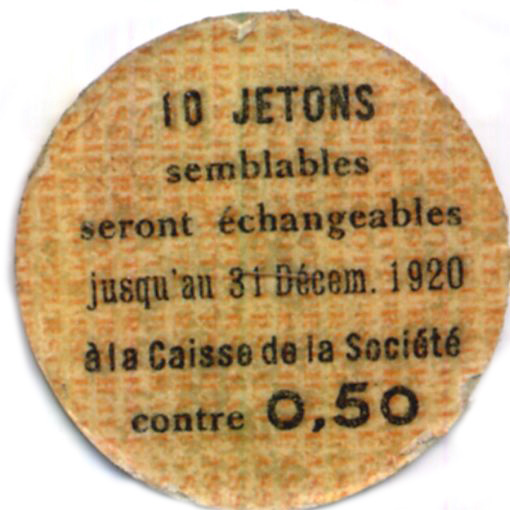 10 JETONS
semblables
seront échangeables
jusqu'au 31 Décem. 1920
à la Caisse de la Société
contre 0,50